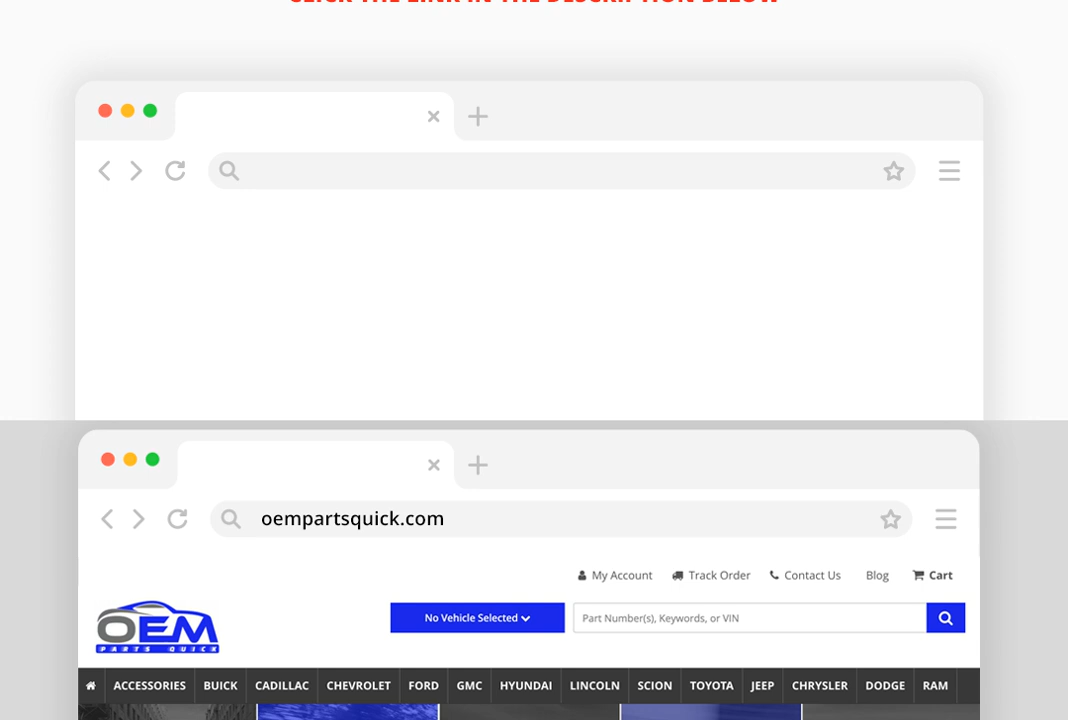 CLICK THE LINK IN THE DESCRIPTION BELOW
oempartsquick.com
My Account Track Order Contact Us Blog Cart
OEM
PARTS QUICK
No Vehicle Selected
Part Number(s), Keywords, or VIN
ACCESSORIES BUICK CADILLAC CHEVROLET FORD GMC HYUNDAI LINCOLN SCION TOYOTA JEEP CHRYSLER DODGE RAM